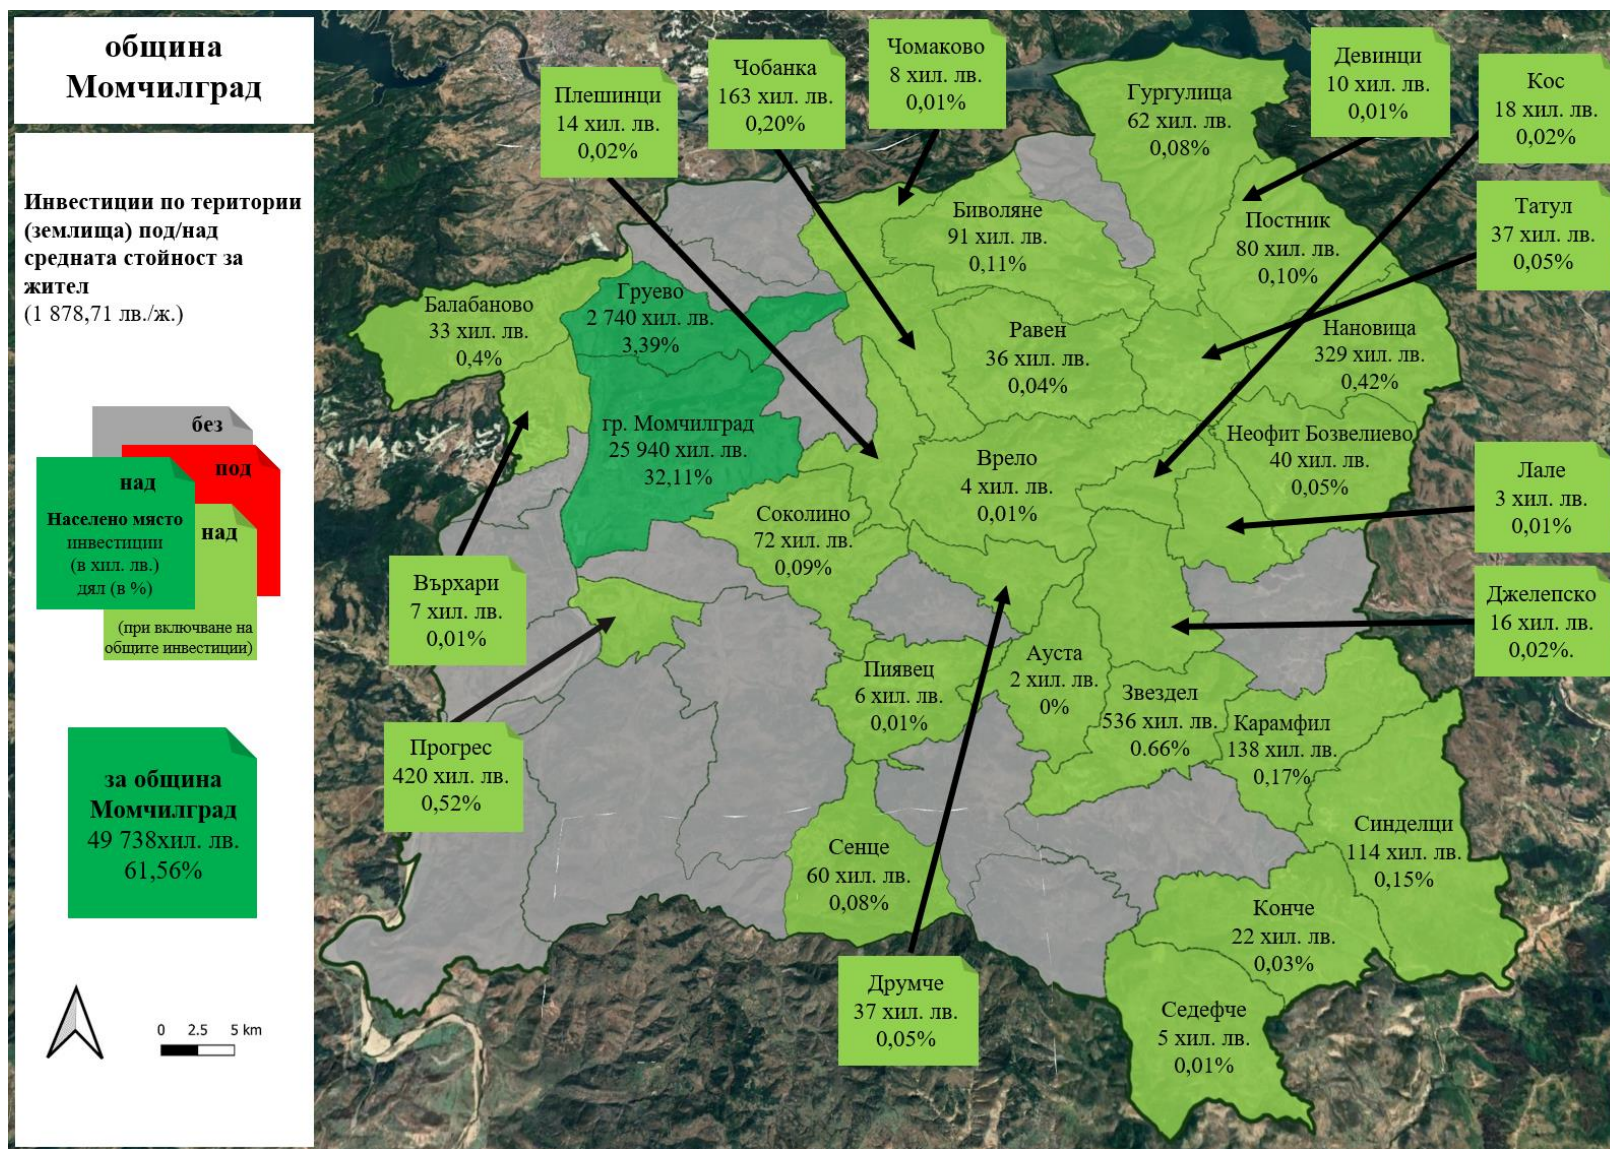 община
Момчилград
Инвестиции по територии
(землища) под/над
средната стойност за
жител
(1 878,71 лв./ж.)
без
под
над
над
Населено място
инвестиции
(в хил. лв.)
дял (в %)
(при включване на
общите инвестиции)
за община
Момчилград
49 738хил. лв.
61,56%
0 2.5 5 km
Плешинци
14 хил. лв.
0,02%
Чобанка
163 хил. лв.
0,20%
Чомаково
8 хил. лв.
0,01%
Гургулица
62 хил. лв.
0,08%
Девинци
10 хил. лв.
0,01%
Кос
18 хил. лв.
0,02%
Татул
37 хил. лв.
0,05%
Биволяне
91 хил. лв.
0,11%
Постник
80 хил. лв.
0,10%
Балабаново
33 хил. лв.
0,4%
Груево
2 740 хил. лв.
3,39%
Равен
36 хил. лв.
0,04%
Нановица
329 хил. лв.
0,42%
гр. Момчилград
25 940 хил. лв.
32,11%
Врело
4 хил. лв.
0,01%
Неофит Бозвелиево
40 хил. лв.
0,05%
Лале
3 хил. лв.
0,01%
Соколино
72 хил. лв.
0,09%
Върхари
7 хил. лв.
0,01%
Джелепско
16 хил. лв.
0,02%.
Пиявец
6 хил. лв.
0,01%
Ауста
2 хил. лв.
0%
Звездел
536 хил. лв.
0.66%
Карамфил
138 хил. лв.
0,17%
Прогрес
420 хил. лв.
0,52%
Сенце
60 хил. лв.
0,08%
Синделци
114 хил. лв.
0,15%
Конче
22 хил. лв.
0,03%
Друмче
37 хил. лв.
0,05%
Седефче
5 хил. лв.
0,01%